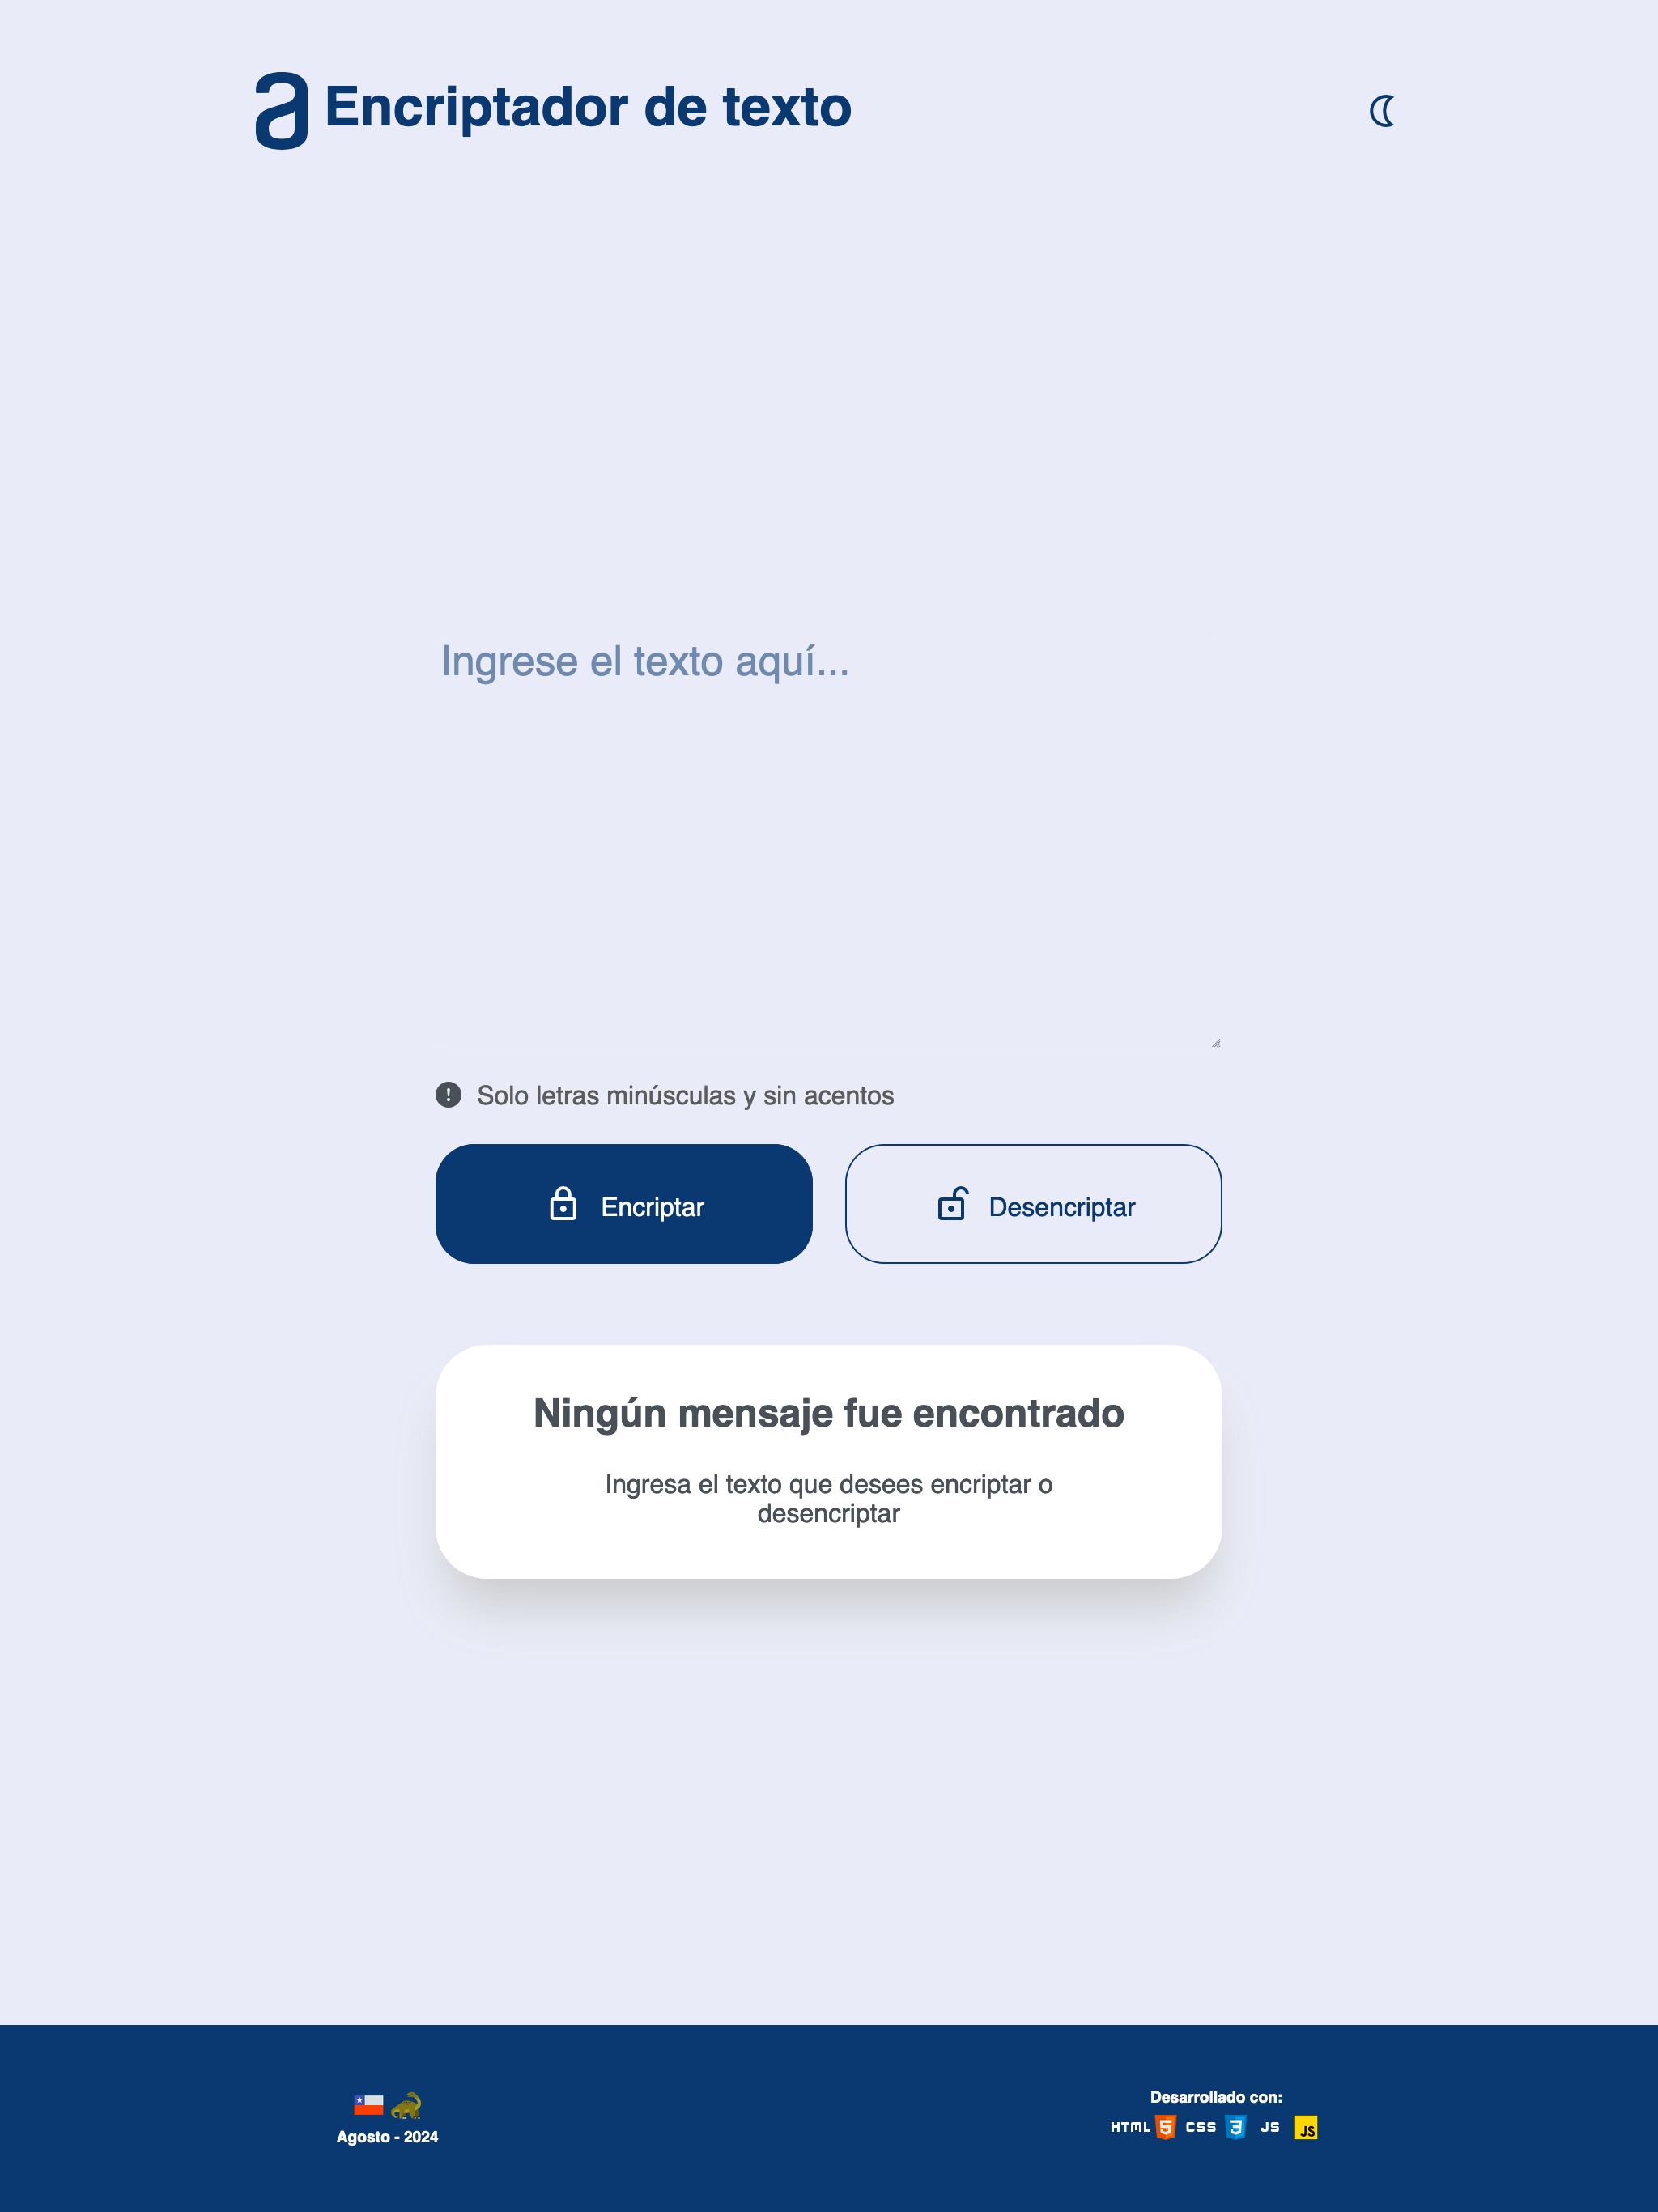 a Encriptador de texto
Ingrese el texto aquí...
Solo letras minúsculas y sin acentos
Encriptar
Desencriptar
Ningún mensaje fue encontrado
Ingresa el texto que desees encriptar o
desencriptar
Agosto - 2024
Desarrollado con:
HTML 5 CSS 3 JS JS